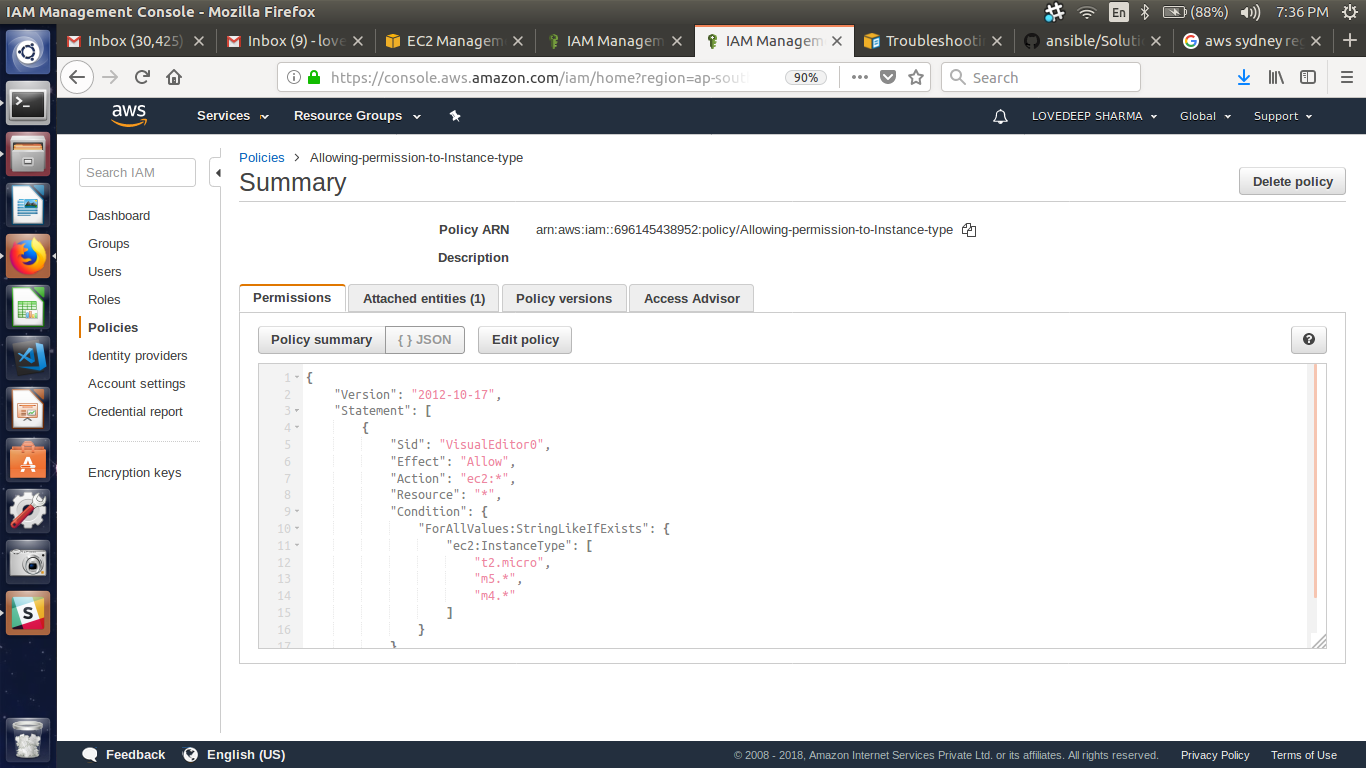 IAM Management Console - Mozilla Firefox
En
(88%)
7:36 PM
Inbox (30,425)
Inbox (9) - love
EC2 Managem
IAM Managem
IAM Managem
Troubleshootin
ansible/Soluti
aws sydney reg
https://console.aws.amazon.com/iam/home?region=ap-sout
90%
Search
aws
Services
Resource Groups
LOVEDEEP SHARMA
Global
Support
Search IAM
Dashboard
Groups
Users
Roles
Policies
Identity providers
Account settings
Credential report
Encryption keys
Policies > Allowing-permission-to-Instance-type
Summary
Delete policy
Policy ARN arn:aws:iam::696145438952:policy/Allowing-permission-to-Instance-type
Description
Permissions
Attached entities (1)
Policy versions
Access Advisor
Policy summary
{ } JSON
Edit policy
?
1 {
2 "Version": "2012-10-17",
3 "Statement": [
4 {
5 "Sid": "VisualEditor0",
6 "Effect": "Allow",
7 "Action": "ec2:*",
8 "Resource": "*",
9 "Condition": {
10 "ForAllValues:StringLikeIfExists": {
11 "ec2:InstanceType": [
12 "t2.micro",
13 "m5.*",
14 "m4.*"
15 ]
16 }
17 }
Feedback
English (US)
© 2008 - 2018, Amazon Internet Services Private Ltd. or its affiliates. All rights reserved.
Privacy Policy
Terms of Use